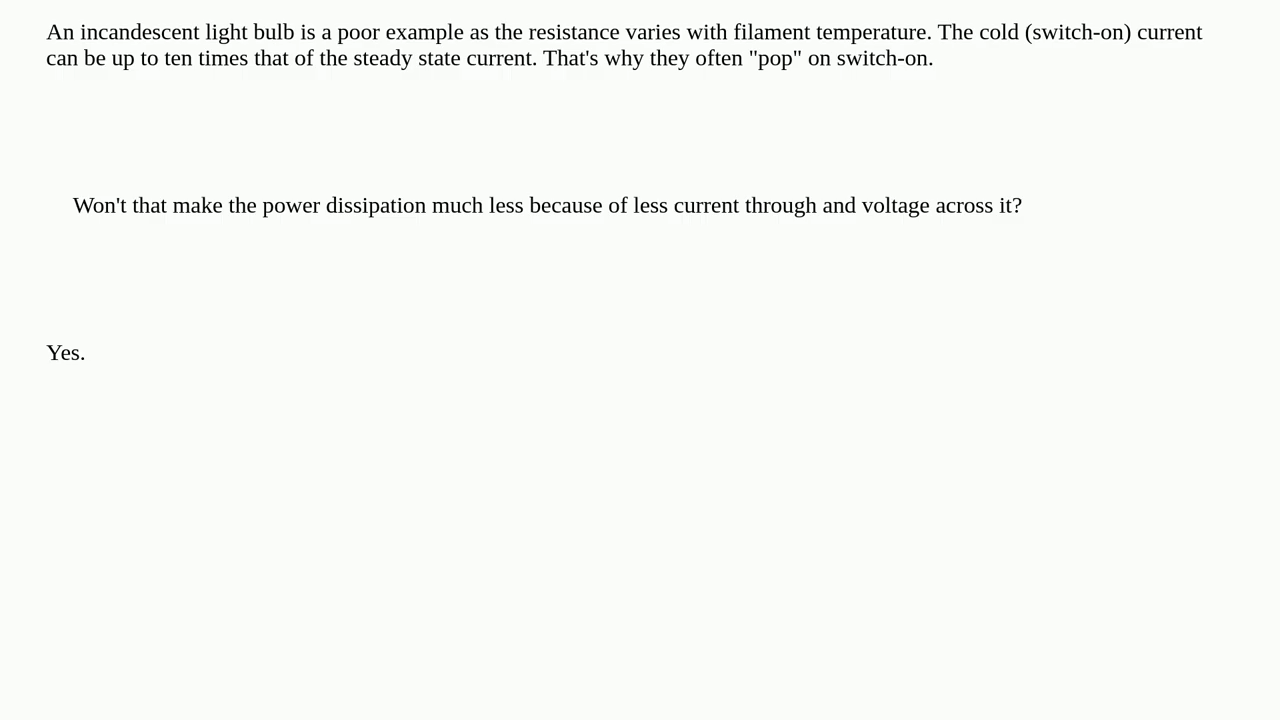 An incandescent light bulb is a poor example as the resistance varies with filament temperature. The cold (switch-on) current
can be up to ten times that of the steady state current. That's why they often "pop" on switch-on.
Won't that make the power dissipation much less because of less current through and voltage across it?
Yes.